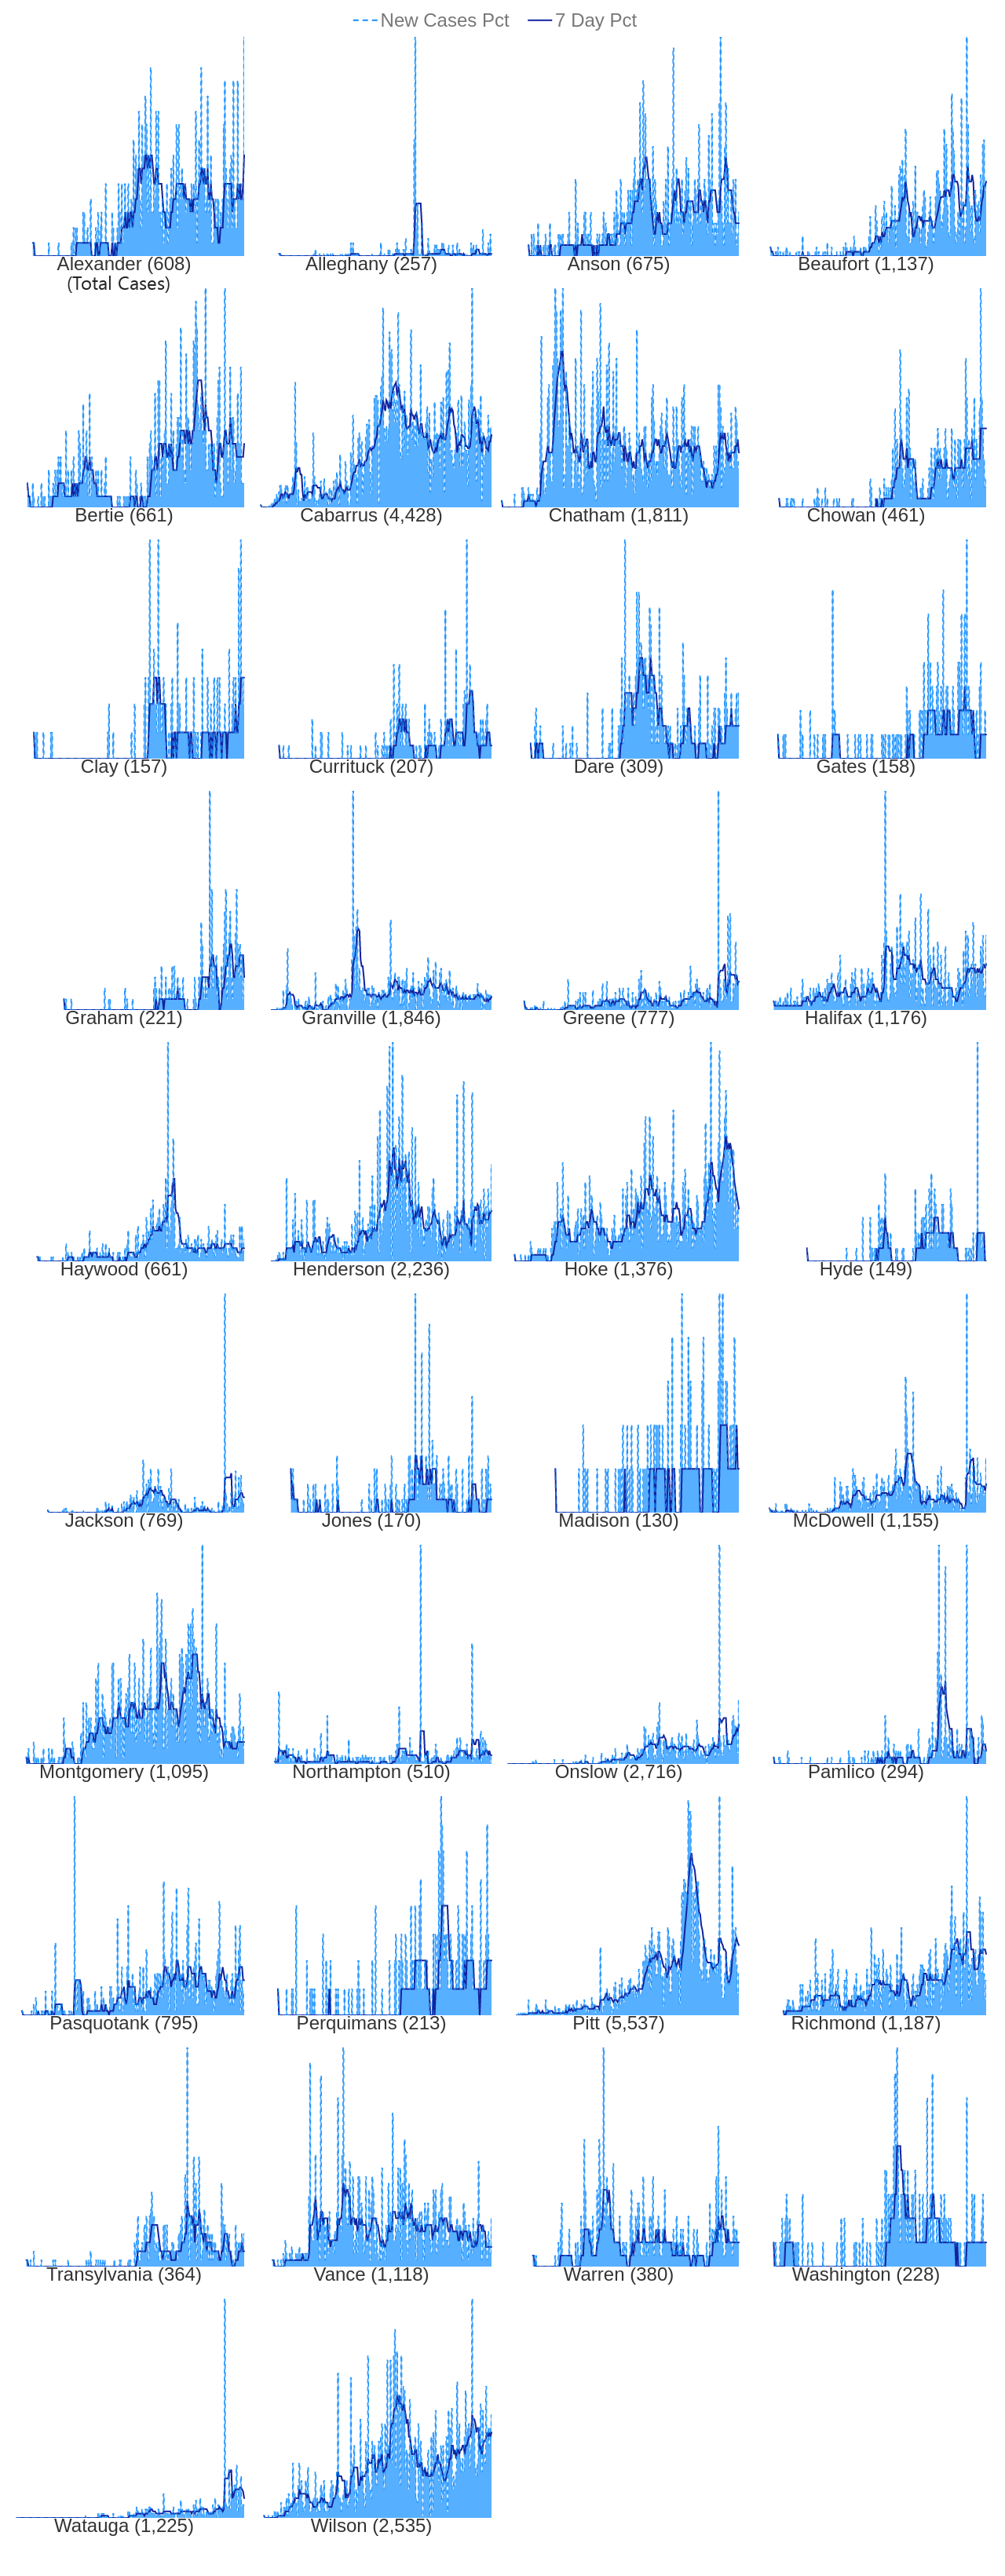 New Cases Pct 7 Day Pct
Alexander (608) Alleghany (257) Anson (675) Beaufort (1,137)
(Total Cases)
Bertie (661) Cabarrus (4,428) Chatham (1,811) Chowan (461)
Clay (157) Currituck (207) Dare (309) Gates (158)
Graham (221) Granville (1,846) Greene (777) Halifax (1,176)
Haywood (661) Henderson (2,236) Hoke (1,376) Hyde (149)
Jackson (769) Jones (170) Madison (130) McDowell (1,155)
Montgomery (1,095) Northampton (510) Onslow (2,716) Pamlico (294)
Pasquotank (795) Perquimans (213) Pitt (5,537) Richmond (1,187)
Transylvania (364) Vance (1,118) Warren (380) Washington (228)
Watauga (1,225) Wilson (2,535)